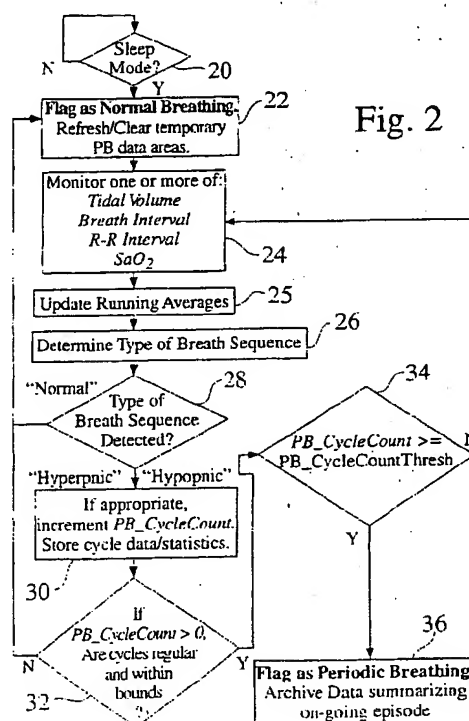 Sleep
Mode?
N
20
Y
Flag as Normal Breathing.
Refresh/Clear temporary
PB data areas.
22
Fig. 2
Monitor one or more of:
Tidal Volume
Breath Interval
R-R Interval
SaO2
24
Update Running Averages
25
26
Determine Type of Breath Sequence
"Normal"
28
Type of
Breath Sequence
Detected?
34
PB_CycleCount >=
PB_CycleCountThresh
N
"Hyperpnic" "Hypopnic"
If appropriate,
increment PB_CycleCount.
Store cycle data/statistics.
30
Y
If
PB_CycleCount > 0,
Are cycles regular
and within
bounds
N
Y
32
36
Flag as Periodic Breathing
Archive Data summarizing
on-going episode